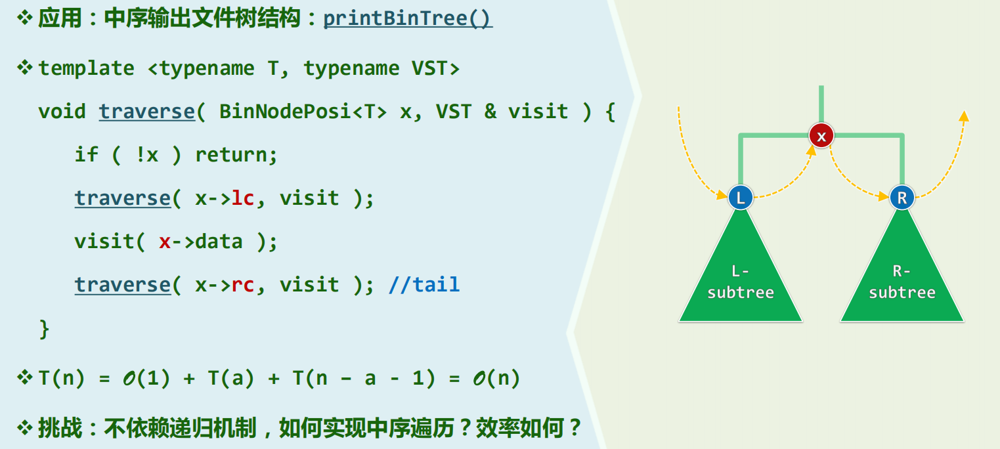 ❖ 应用：中序输出文件树结构：printBinTree()
❖ template <typename T, typename VST>
void traverse( BinNodePosi<T> x, VST & visit ) {
if ( !x ) return;
traverse( x->lc, visit );
visit( x->data );
traverse( x->rc, visit ); //tail
}
❖ T(n) = 𝒪(1) + T(a) + T(n – a - 1) = 𝒪(n)
❖ 挑战：不依赖递归机制，如何实现中序遍历？效率如何？
x
L
R
L-
subtree
R-
subtree